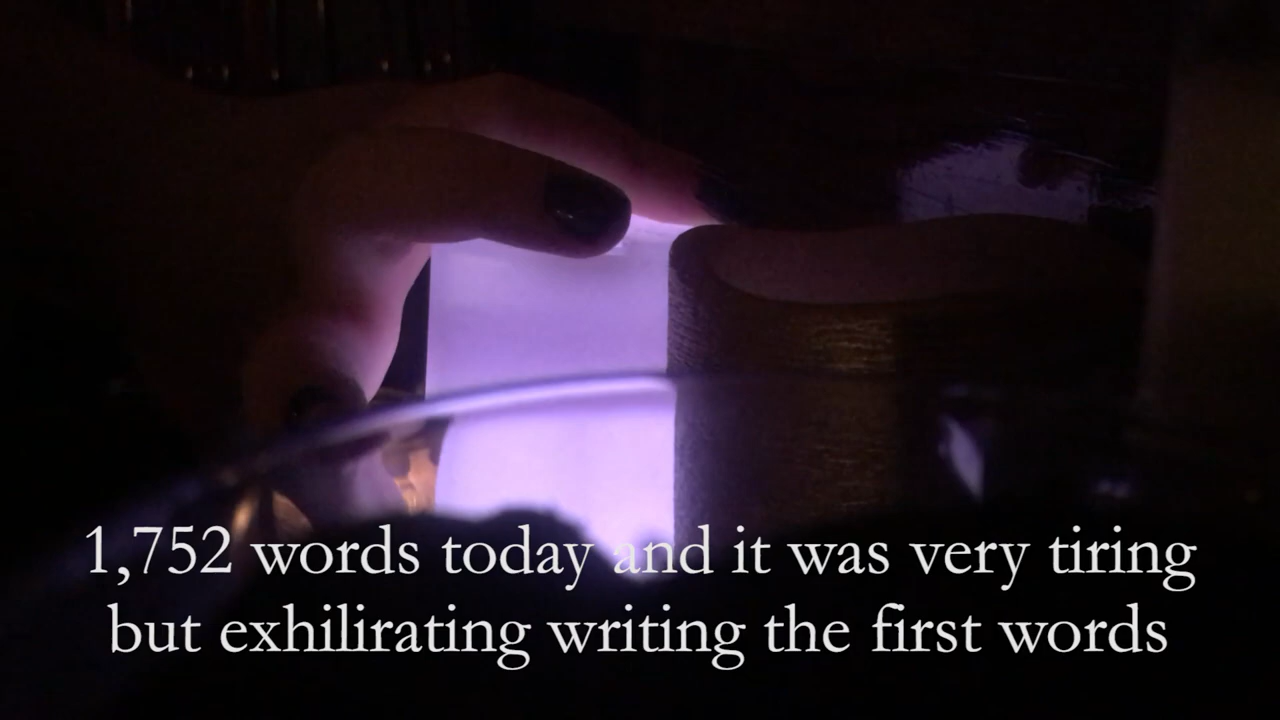 1,752 words today and it was very tiring
but exhilirating writing the first words